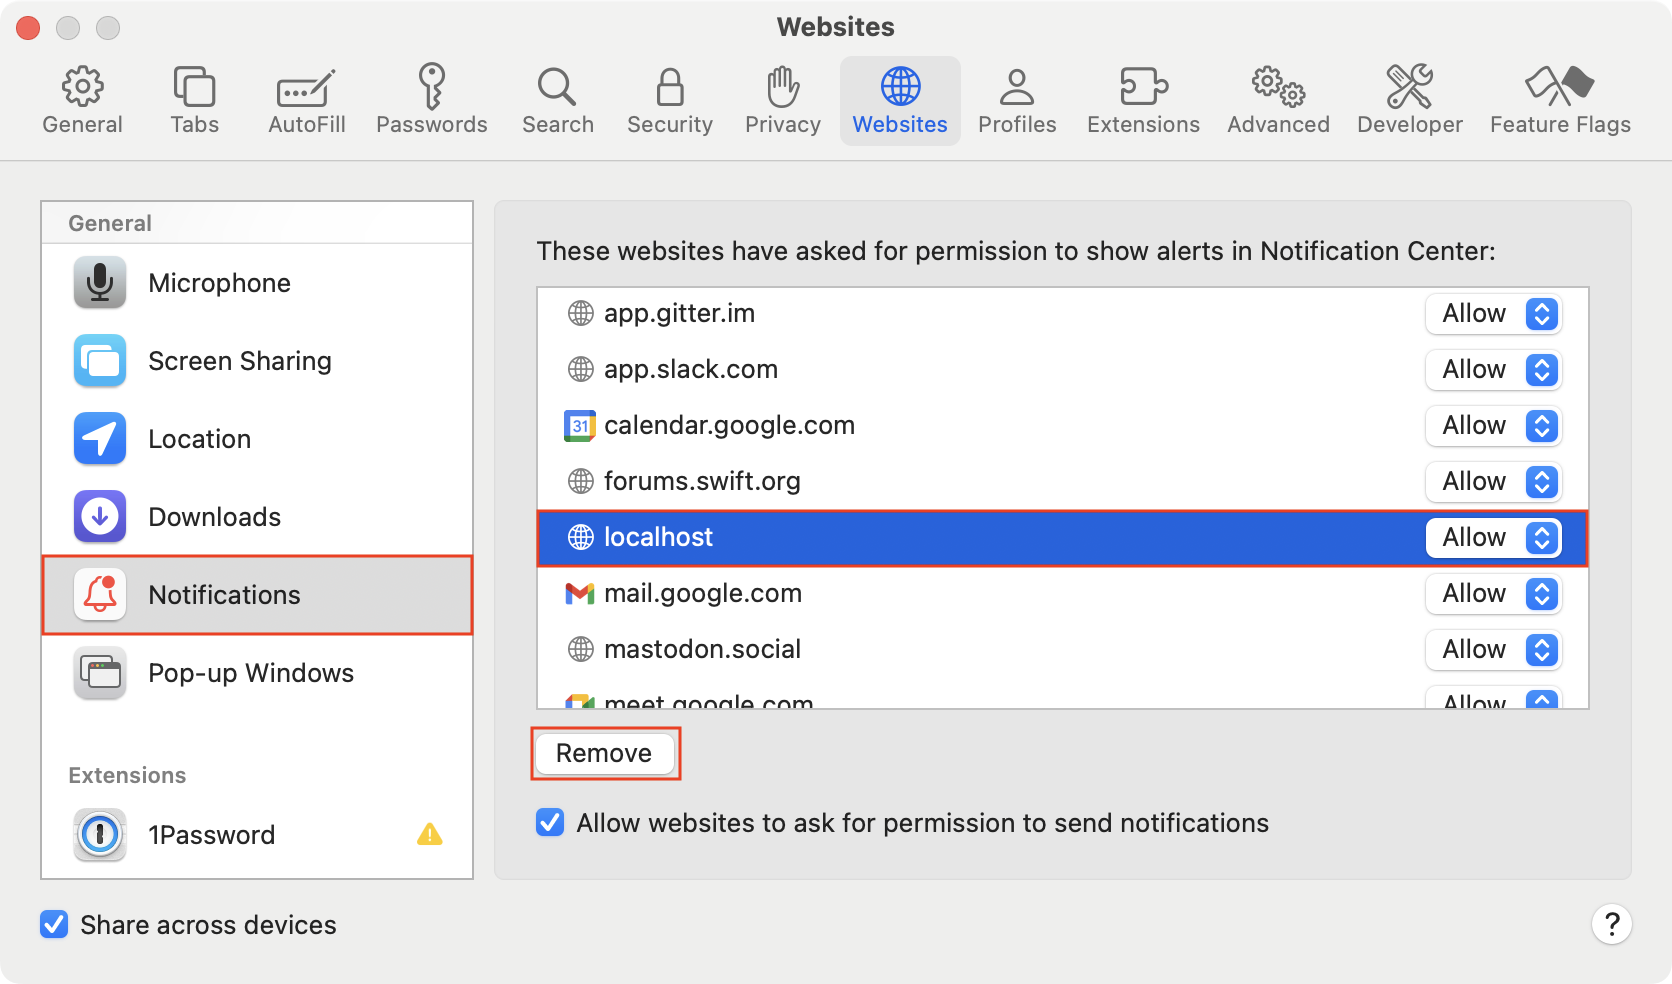 Websites
General
Tabs
AutoFill
Passwords
Search
Security
Privacy
Websites
Profiles
Extensions
Advanced
Developer
Feature Flags
General
Microphone
Screen Sharing
Location
Downloads
Notifications
Pop-up Windows
Extensions
1Password
Share across devices
These websites have asked for permission to show alerts in Notification Center:
app.gitter.im Allow
app.slack.com Allow
31 calendar.google.com Allow
forums.swift.org Allow
localhost Allow
mail.google.com Allow
mastodon.social Allow
meet.google.com Allow
Remove
Allow websites to ask for permission to send notifications
?